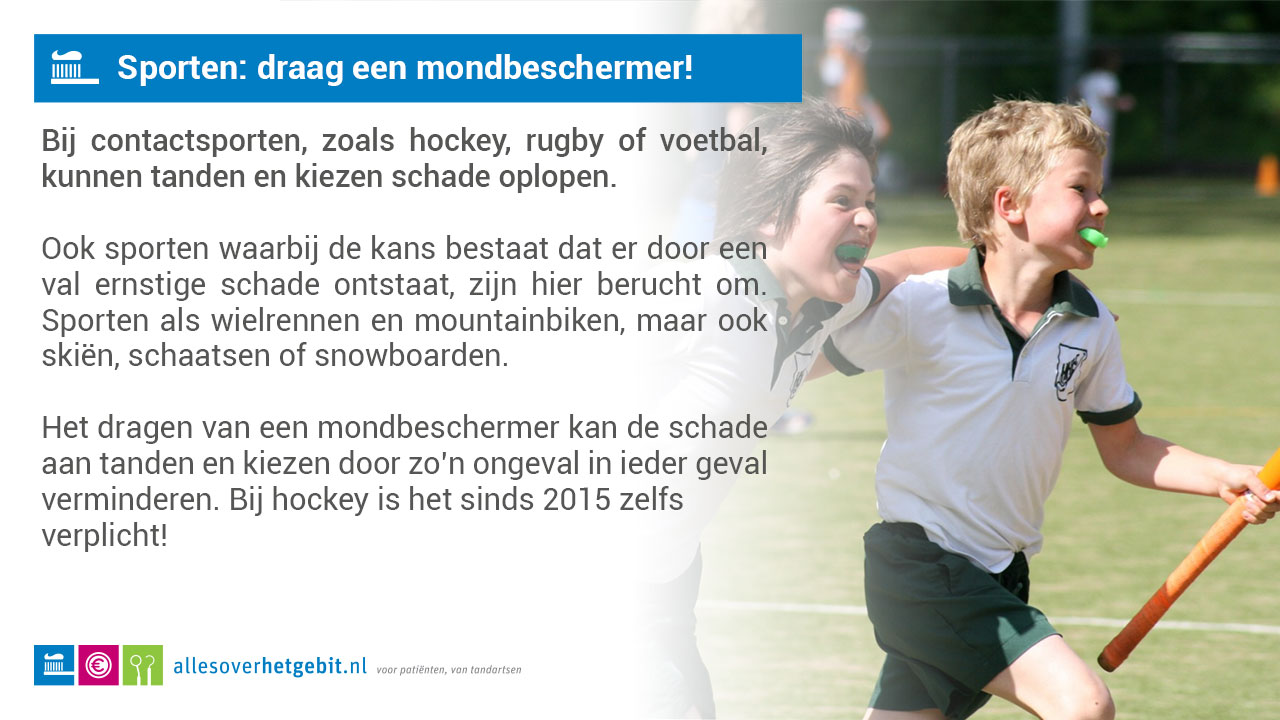 Sporten: draag een mondbeschermer!
Bij contactsporten, zoals hockey, rugby of voetbal,
kunnen tanden en kiezen schade oplopen.
Ook sporten waarbij de kans bestaat dat er door een
val ernstige schade ontstaat, zijn hier berucht om.
Sporten als wielrennen en mountainbiken, maar ook
skiën, schaatsen of snowboarden.
Het dragen van een mondbeschermer kan de schade
aan tanden en kiezen door zo'n ongeval in ieder geval
verminderen. Bij hockey is het sinds 2015 zelfs
verplicht!
allesoverhetgebit.nl voor patiënten, van tandartsen